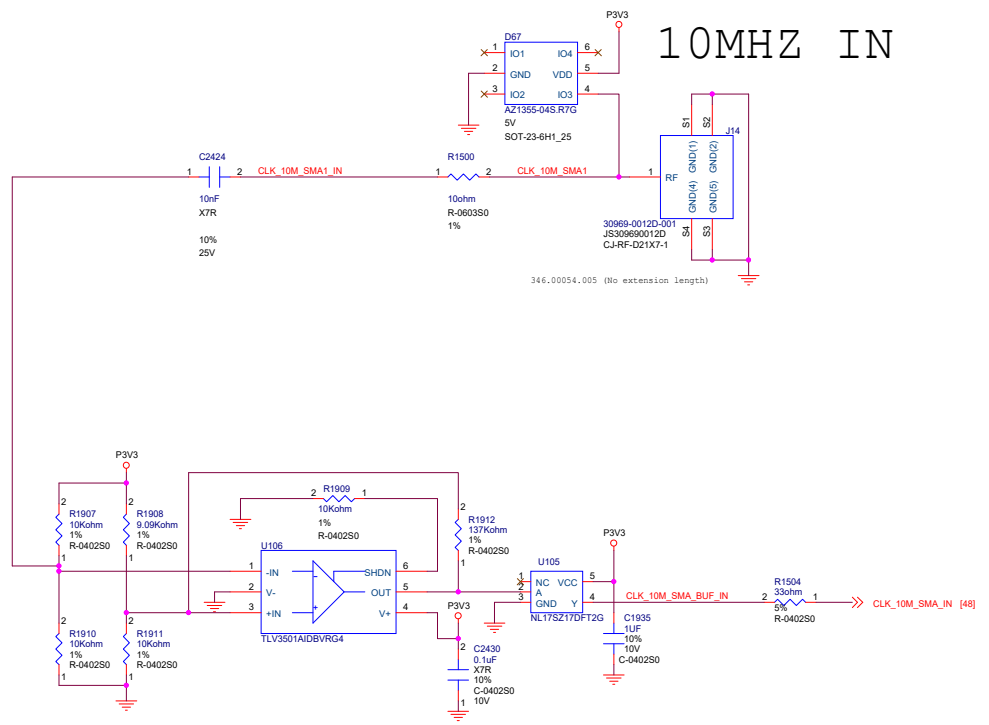 10MHZ IN
P3V3
D67
1 IO1 IO4 6
2 GND VDD 5
3 IO2 IO3 4
AZ1355-04S.R7G
5V
SOT-23-6H1_25
S1 S2
J14
GND(1) GND(2)
1 RF
GND(4) GND(5)
S4 S3
30969-0012D-001
JS309690012D
CJ-RF-D21X7-1
346.00054.005 (No extension length)
C2424
1 2 CLK_10M_SMA1_IN
10nF
X7R
10%
25V
R1500
1 2 CLK_10M_SMA1
10ohm
R-0603S0
1%
P3V3
2
R1907
10Kohm
1%
R-0402S0
1
2
R1908
9.09Kohm
1%
R-0402S0
1
2
R1910
10Kohm
1%
R-0402S0
1
2
R1911
10Kohm
1%
R-0402S0
1
2 R1909 1
10Kohm
1%
R-0402S0
U106
1 -IN SHDN 6
2 V- OUT 5
3 +IN V+ 4
TLV3501AIDBVRG4
2
R1912
137Kohm
1%
R-0402S0
1
P3V3
2
C2430
0.1uF
X7R
10%
C-0402S0
10V
1
U105
1 NC VCC 5
2 A
3 GND Y 4
NL17SZ17DFT2G
P3V3
C1935
1UF
10%
10V
C-0402S0
CLK_10M_SMA_BUF_IN
R1504
2 1
33ohm
5%
R-0402S0
CLK_10M_SMA_IN [48]